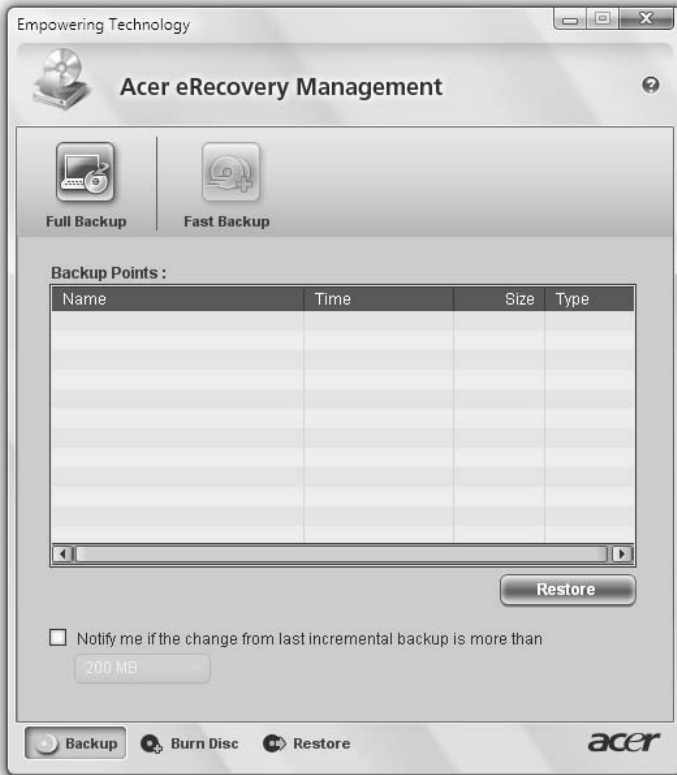 Empowering Technology
Acer eRecovery Management
Full Backup
Fast Backup
Backup Points :
Name Time Size Type
Restore
Notify me if the change from last incremental backup is more than
200 MB
Backup Burn Disc Restore
acer